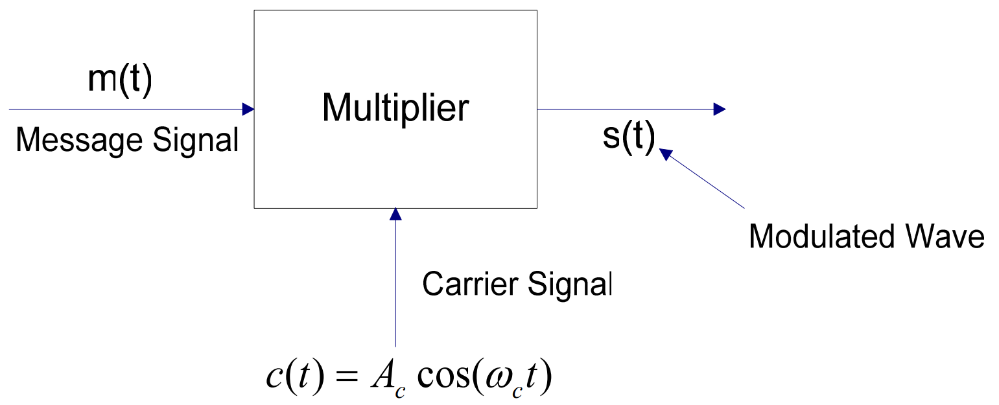 m(t)
Message Signal
Multiplier
s(t)
Modulated Wave
Carrier Signal
c(t) = A_c cos(ω_c t)